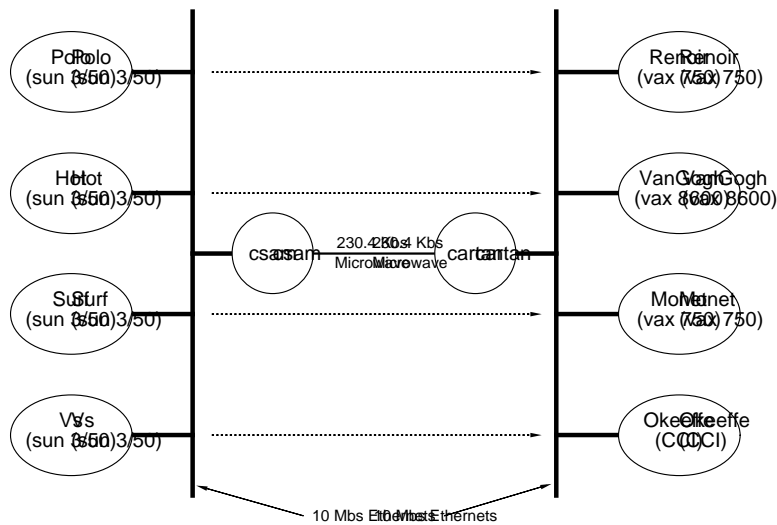 Polo
(sun 3/50)
Renoir
(vax 750)
Hot
(sun 3/50)
VanGogh
(vax 8600)
csam
230.4 Kbs
Microwave
cartan
Surf
(sun 3/50)
Monet
(vax 750)
Vs
(sun 3/50)
Okeeffe
(CCI)
10 Mbs Ethernets